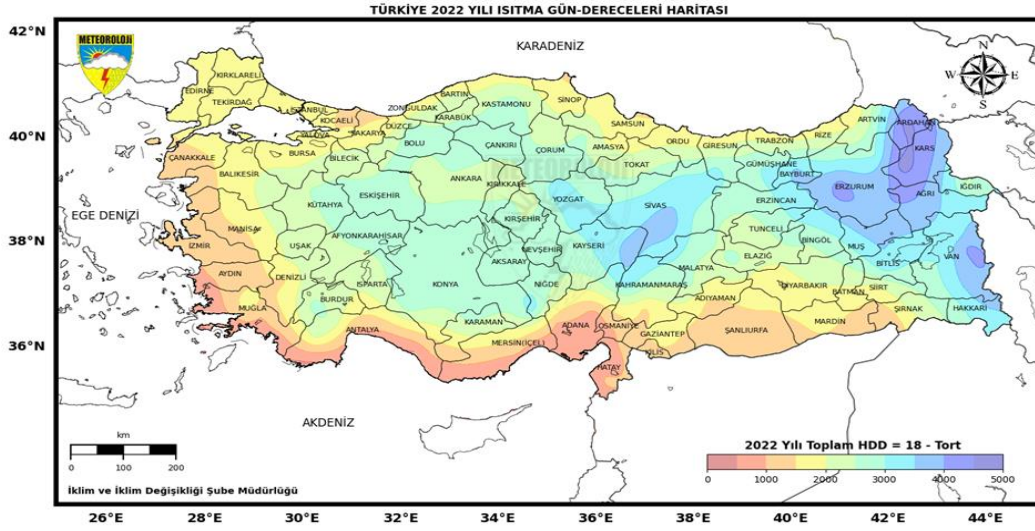 TÜRKİYE 2022 YILI ISITMA GÜN-DERECELERİ HARİTASI
42°N
METEOROLOJİ
KARADENİZ
N
W E
S
KIRKLARELİ
EDİRNE
TEKİRDAĞ
İSTANBUL
KOCAELİ
YALOVA
SAKARYA
DÜZCE
ZONGULDAK
BARTIN
KARABÜK
KASTAMONU
SİNOP
SAMSUN
ORDU
GİRESUN
TRABZON
RİZE
ARTVİN
ARDAHAN
KARS
40°N
ÇANAKKALE
BALIKESİR
BURSA
BİLECİK
BOLU
ÇANKIRI
ÇORUM
AMASYA
TOKAT
GÜMÜŞHANE
BAYBURT
ERZURUM
AĞRI
IĞDIR
METEOROLOJİ
EGE DENİZİ
KÜTAHYA
ESKİŞEHİR
ANKARA
KIRIKKALE
YOZGAT
SİVAS
ERZİNCAN
KIRŞEHİR
TUNCELİ
BİNGÖL
MUŞ
VAN
38°N
MANİSA
İZMİR
UŞAK
AFYONKARAHİSAR
NEVŞEHİR
AKSARAY
KAYSERİ
MALATYA
ELAZIĞ
BİTLİS
AYDIN
DENİZLİ
ISPARTA
KONYA
NİĞDE
KAHRAMANMARAŞ
ADIYAMAN
DİYARBAKIR
BATMAN
SİİRT
ŞIRNAK
HAKKARİ
MUĞLA
BURDUR
ANTALYA
KARAMAN
MERSİN(İÇEL)
ADANA
OSMANİYE
GAZİANTEP
KİLİS
ŞANLIURFA
MARDİN
36°N
HATAY
AKDENİZ
km
0 100 200
İklim ve İklim Değişikliği Şube Müdürlüğü
2022 Yılı Toplam HDD = 18 - Tort
0 1000 2000 3000 4000 5000
26°E 28°E 30°E 32°E 34°E 36°E 38°E 40°E 42°E 44°E